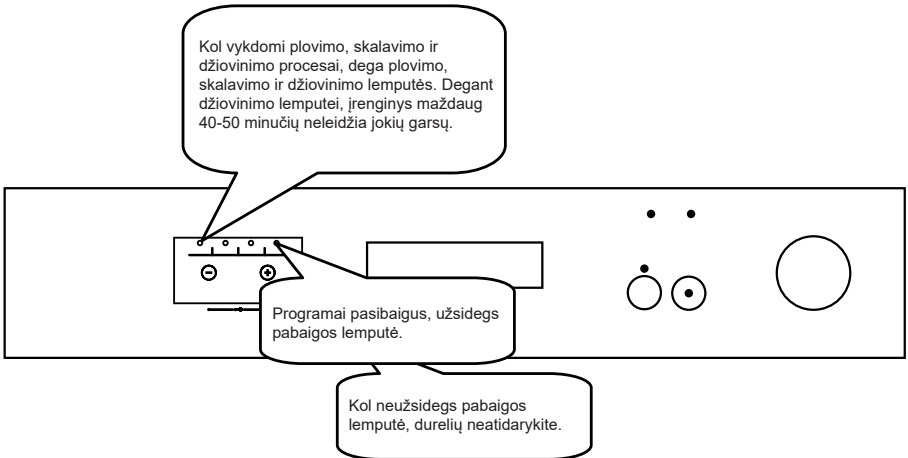 Kol vykdomi plovimo, skalavimo ir
džiovinimo procesai, dega plovimo,
skalavimo ir džiovinimo lemputės. Degant
džiovinimo lemputei, įrenginys maždaug
40-50 minučių neleidžia jokių garsų.
Programai pasibaigus, užsidegs
pabaigos lemputė.
Kol neužsidegs pabaigos
lemputė, durelių neatidarykite.